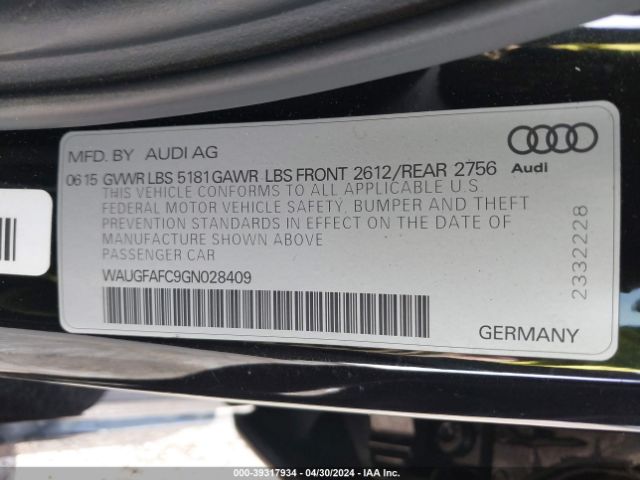 MFD. BY AUDI AG
06 15 GVWR LBS 5181 GAWR LBS FRONT 2612/REAR 2756
THIS VEHICLE CONFORMS TO ALL APPLICABLE U.S.
FEDERAL MOTOR VEHICLE SAFETY, BUMPER AND THEFT
PREVENTION STANDARDS IN EFFECT ON THE DATE OF
MANUFACTURE SHOWN ABOVE
PASSENGER CAR
WAUGFAFC9GN028409
Audi
2332228
GERMANY
000-39317934 - 04/30/2024 - IAA Inc.